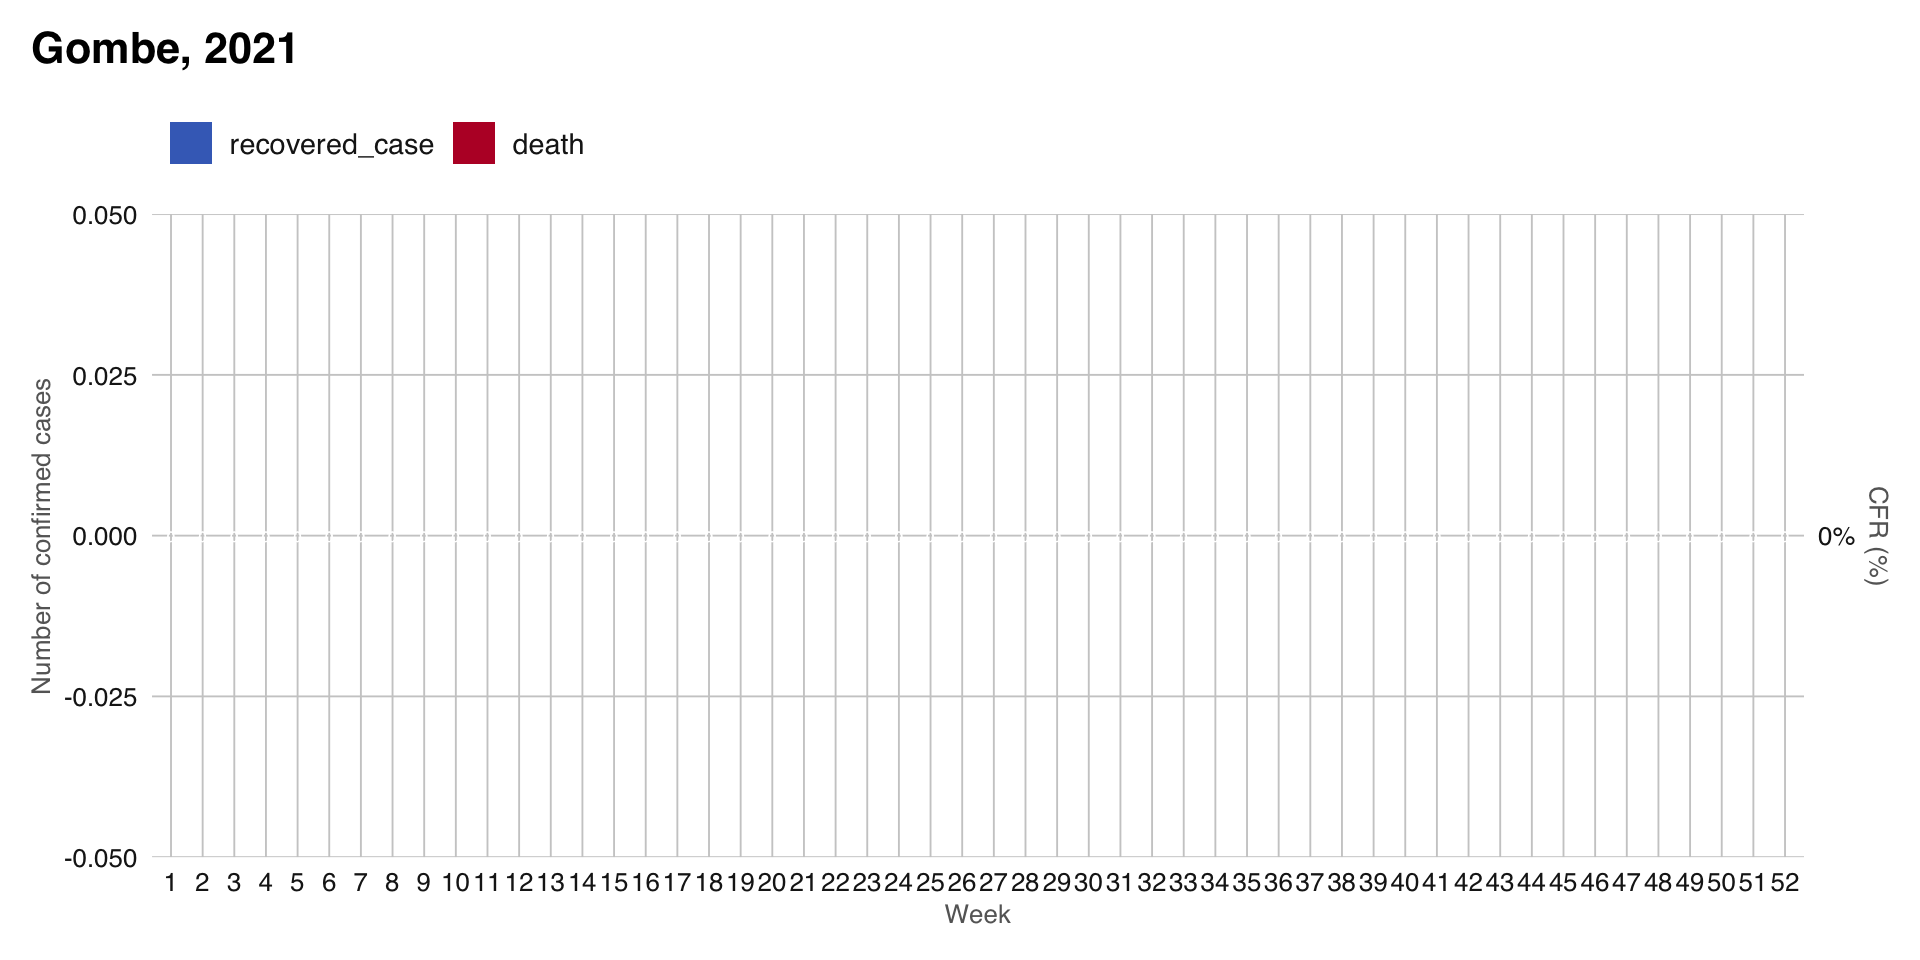 Gombe, 2021
recovered_case death
0.050
0.025
0.000
-0.025
-0.050
Number of confirmed cases
0%
CFR (%)
1 2 3 4 5 6 7 8 9 10 11 12 13 14 15 16 17 18 19 20 21 22 23 24 25 26 27 28 29 30 31 32 33 34 35 36 37 38 39 40 41 42 43 44 45 46 47 48 49 50 51 52
Week